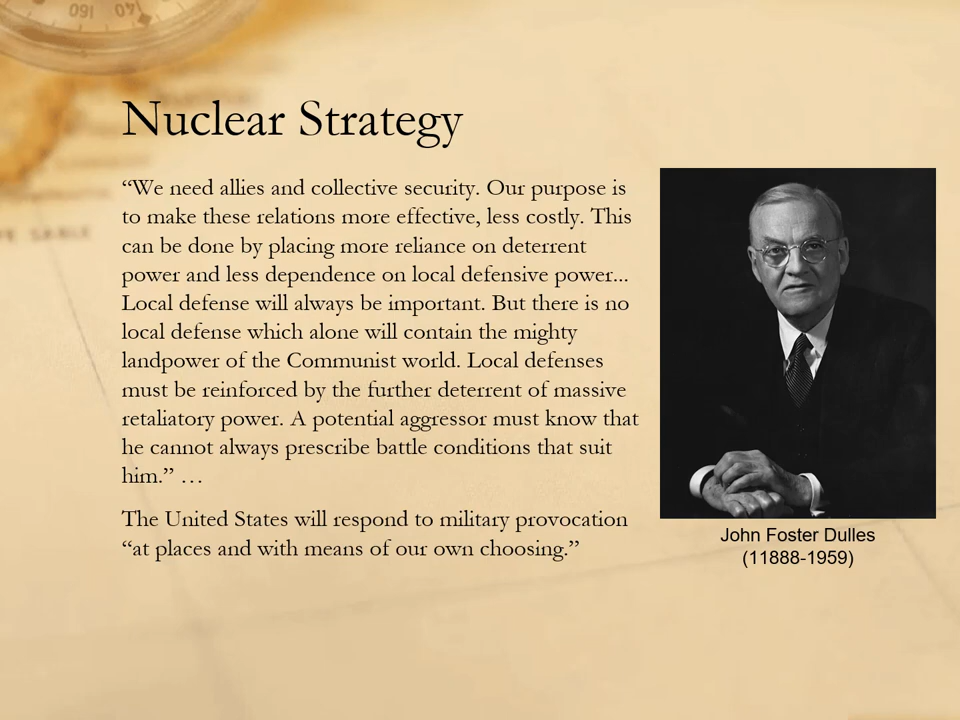 Nuclear Strategy
“We need allies and collective security. Our purpose is
to make these relations more effective, less costly. This
can be done by placing more reliance on deterrent
power and less dependence on local defensive power...
Local defense will always be important. But there is no
local defense which alone will contain the mighty
landpower of the Communist world. Local defenses
must be reinforced by the further deterrent of massive
retaliatory power. A potential aggressor must know that
he cannot always prescribe battle conditions that suit
him.” …
The United States will respond to military provocation
“at places and with means of our own choosing.”
John Foster Dulles
(11888-1959)